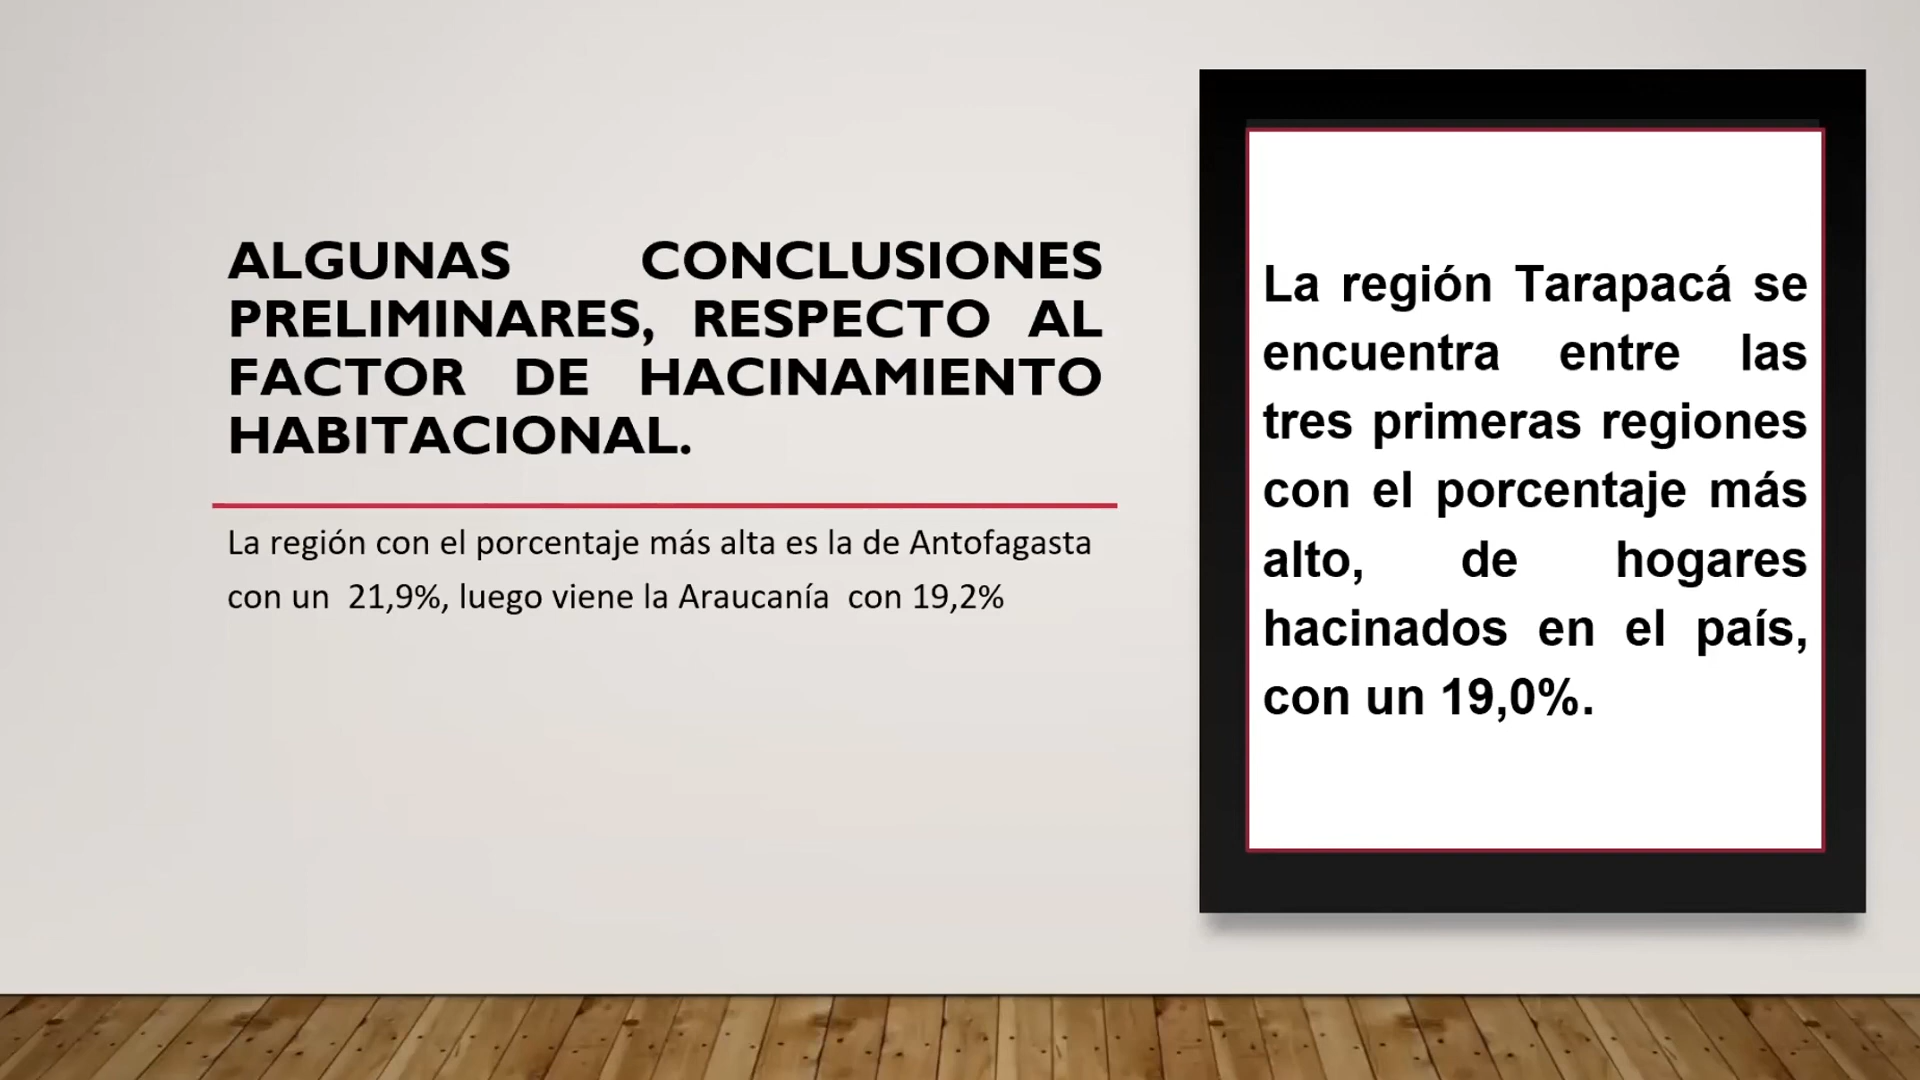 ALGUNAS CONCLUSIONES
PRELIMINARES, RESPECTO AL
FACTOR DE HACINAMIENTO
HABITACIONAL.
La región con el porcentaje más alta es la de Antofagasta
con un 21,9%, luego viene la Araucanía con 19,2%
La región Tarapacá se
encuentra entre las
tres primeras regiones
con el porcentaje más
alto, de hogares
hacinados en el país,
con un 19,0%.